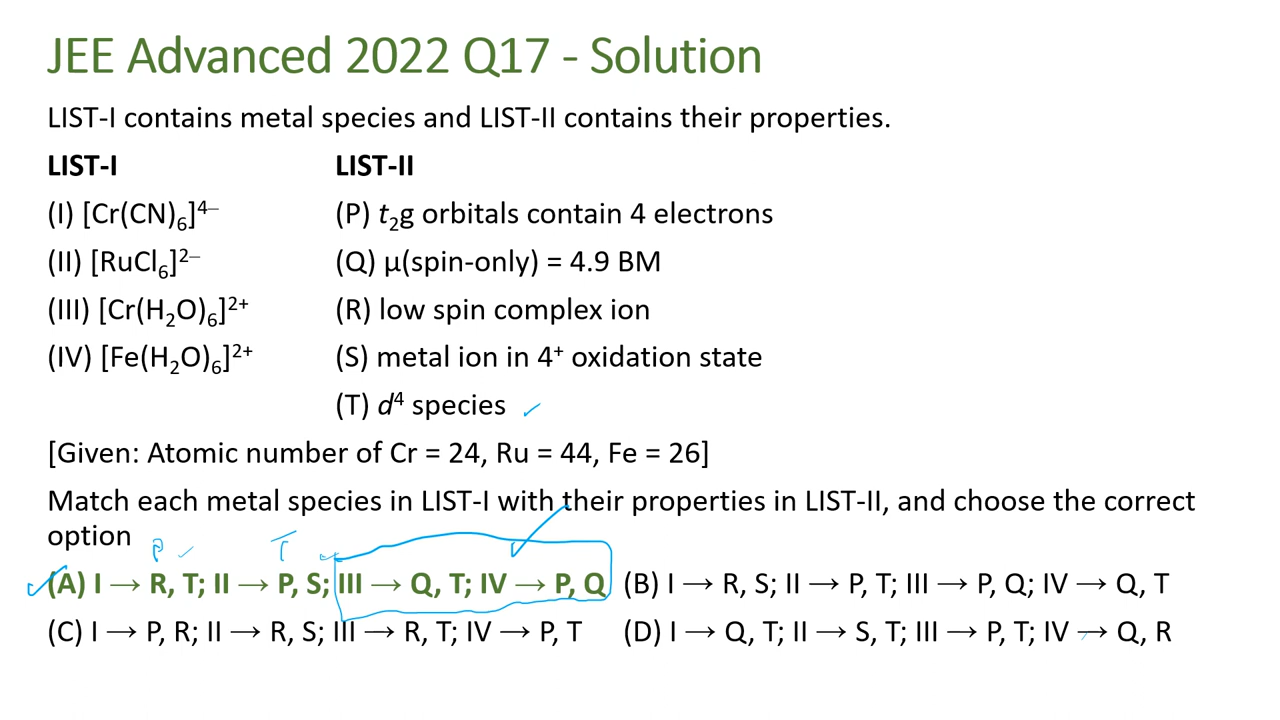 JEE Advanced 2022 Q17 - Solution
LIST-I contains metal species and LIST-II contains their properties.
LIST-I LIST-II
(I) [Cr(CN)₆]⁴⁻ (P) t₂g orbitals contain 4 electrons
(II) [RuCl₆]²⁻ (Q) μ(spin-only) = 4.9 BM
(III) [Cr(H₂O)₆]²⁺ (R) low spin complex ion
(IV) [Fe(H₂O)₆]²⁺ (S) metal ion in 4⁺ oxidation state
(T) d⁴ species
[Given: Atomic number of Cr = 24, Ru = 44, Fe = 26]
Match each metal species in LIST-I with their properties in LIST-II, and choose the correct
option
P T
(A) I → R, T; II → P, S; III → Q, T; IV → P, Q (B) I → R, S; II → P, T; III → P, Q; IV → Q, T
(C) I → P, R; II → R, S; III → R, T; IV → P, T (D) I → Q, T; II → S, T; III → P, T; IV → Q, R